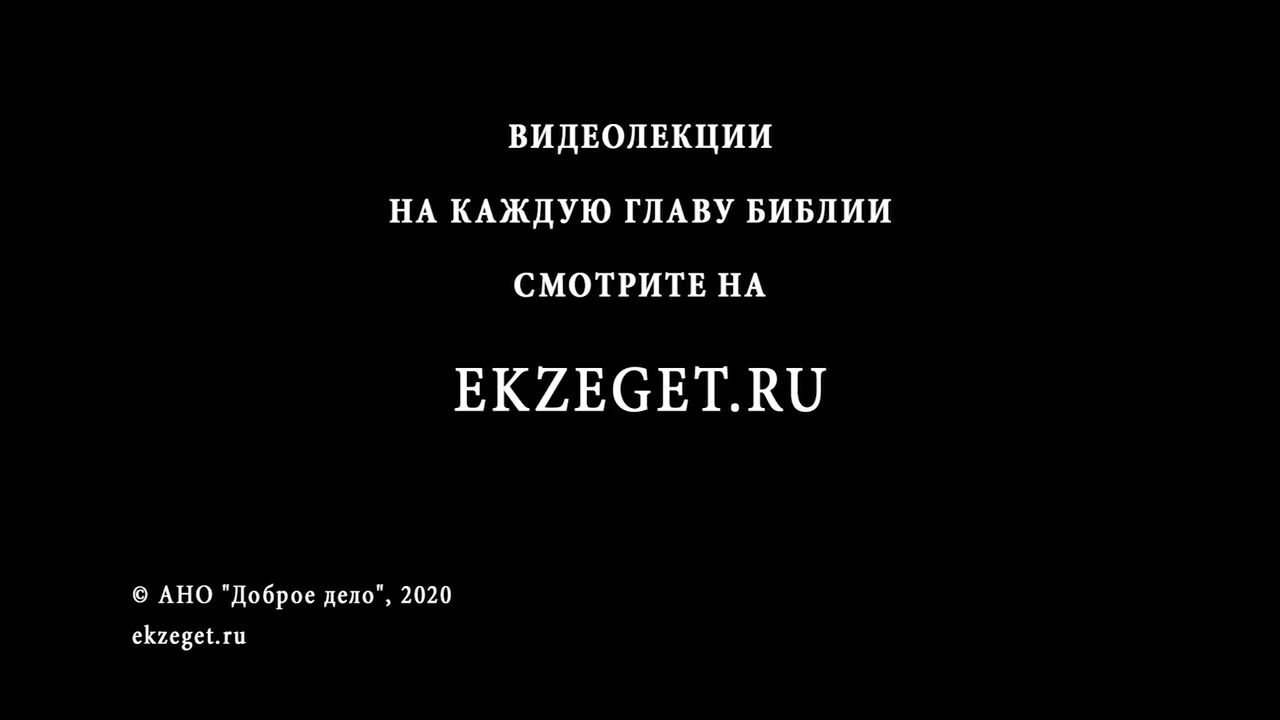 ВИДЕОЛЕКЦИИ
НА КАЖДУЮ ГЛАВУ БИБЛИИ
СМОТРИТЕ НА
EKZEGET.RU
© АНО "Доброе дело", 2020
ekzeget.ru